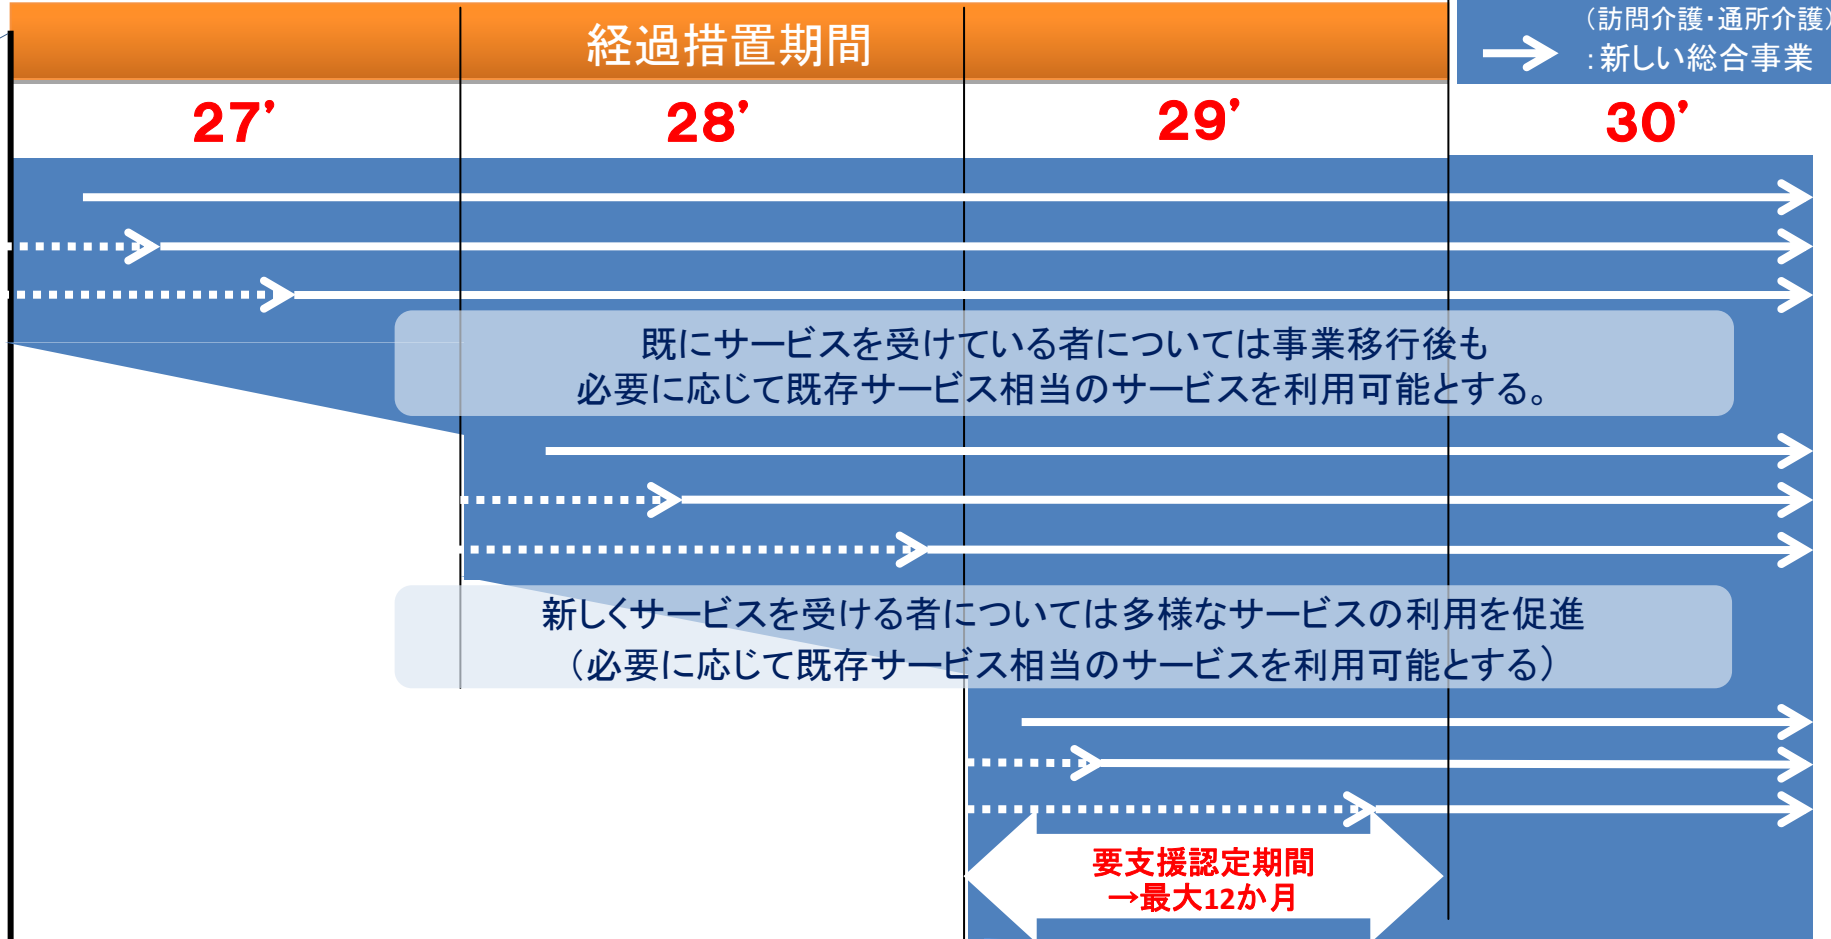 経過措置期間
(訪問介護・通所介護)
:新しい総合事業
27’
28’
29’
30’
既にサービスを受けている者については事業移行後も
必要に応じて既存サービス相当のサービスを利用可能とする。
新しくサービスを受ける者については多様なサービスの利用を促進
(必要に応じて既存サービス相当のサービスを利用可能とする)
要支援認定期間
→最大12か月